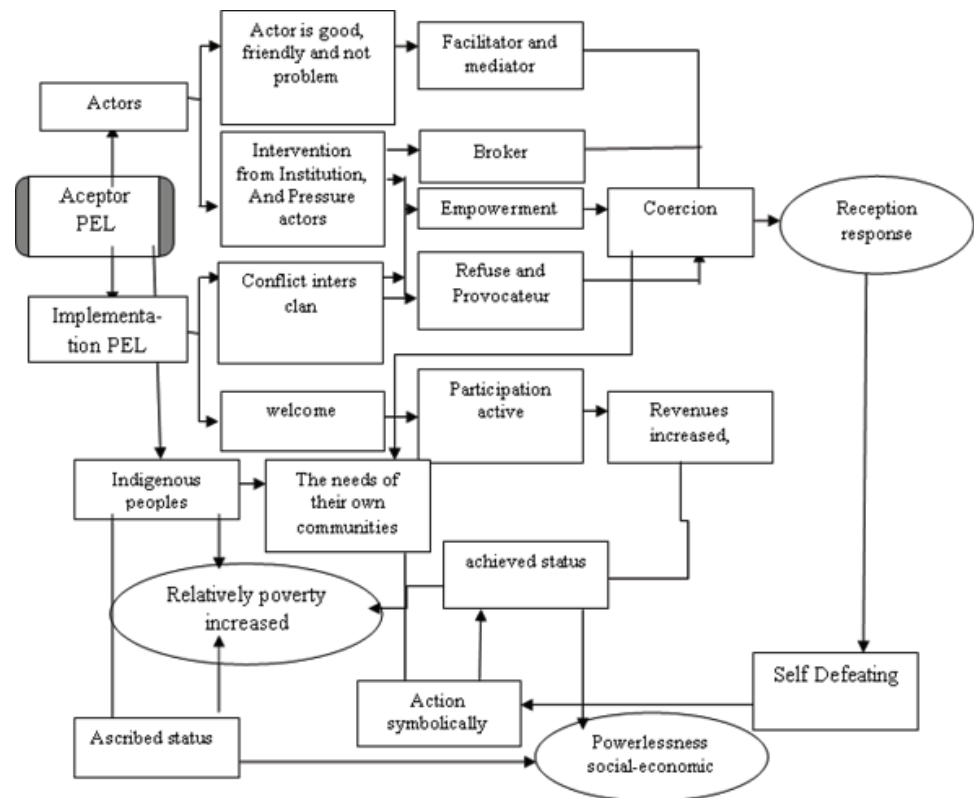 Actor is good,
friendly and not
problem
Facilitator and
mediator
Actors
Intervention
from Institution,
And Pressure
actors
Broker
Aceptor
PEL
Empowerment
Coercion
Reception
response
Conflict inters
clan
Refuse and
Provocateur
Implementa-
tion PEL
welcome
Participation
active
Revenues
increased,
Indigenous
peoples
The needs of
their own
communities
achieved status
Relatively poverty
increased
Self Defeating
Action
symbolically
Ascribed status
Powerlessness
social-economic